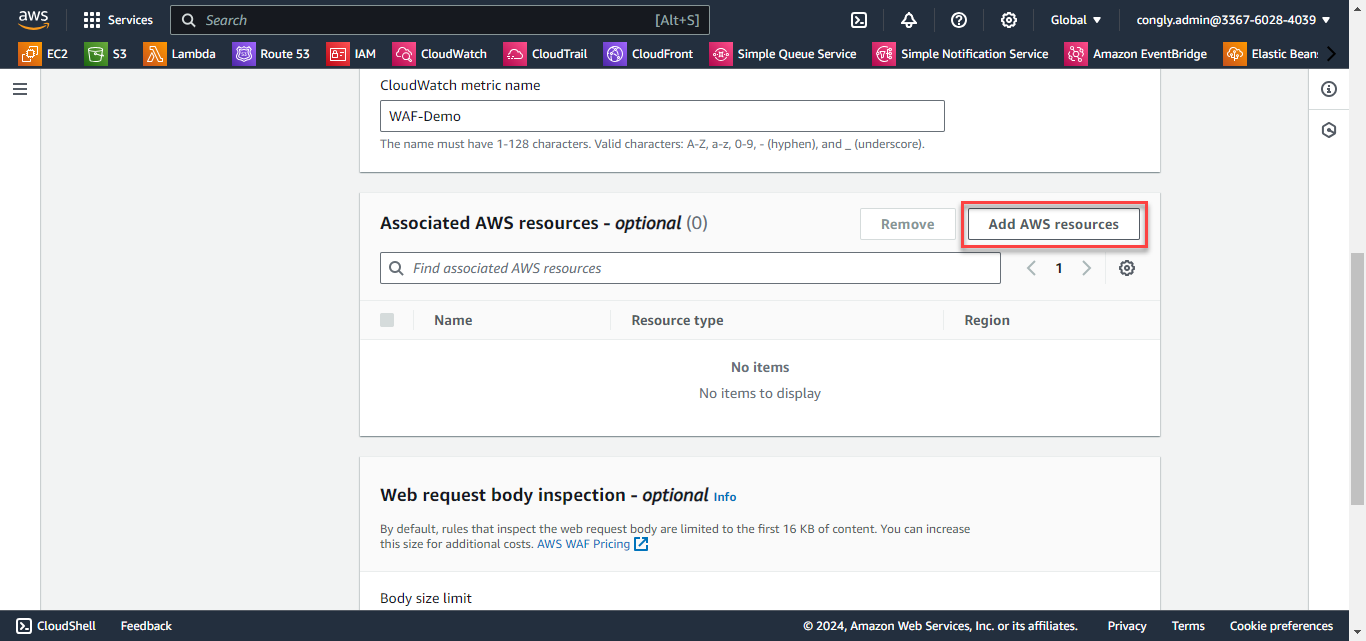 aws Services Search [Alt+S] Global congly.admin@3367-6028-4039
EC2 S3 Lambda Route 53 IAM CloudWatch CloudTrail CloudFront Simple Queue Service Simple Notification Service Amazon EventBridge Elastic Beans
CloudWatch metric name
WAF-Demo
The name must have 1-128 characters. Valid characters: A-Z, a-z, 0-9, - (hyphen), and _ (underscore).
Associated AWS resources - optional (0) Remove Add AWS resources
Find associated AWS resources 1
Name Resource type Region
No items
No items to display
Web request body inspection - optional Info
By default, rules that inspect the web request body are limited to the first 16 KB of content. You can increase
this size for additional costs. AWS WAF Pricing
Body size limit
CloudShell Feedback © 2024, Amazon Web Services, Inc. or its affiliates. Privacy Terms Cookie preferences